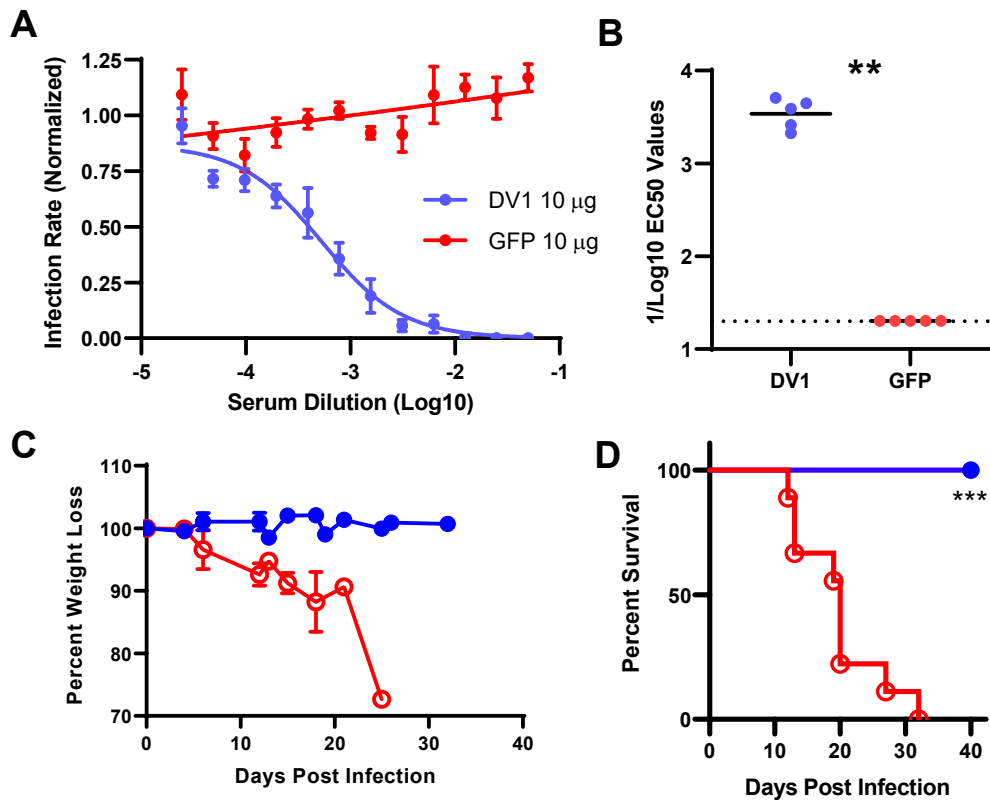 A
Infection Rate (Normalized)
1.25
1.00
0.75
0.50
0.25
0.00
-5
-4
-3
-2
-1
Serum Dilution (Log10)
DV1 10 μg
GFP 10 μg
B
**
1/Log10 EC50 Values
4
3
2
1
DV1
GFP
C
Percent Weight Loss
110
100
90
80
70
0
10
20
30
40
Days Post Infection
D
Percent Survival
100
50
0
***
0
10
20
30
40
Days Post Infection